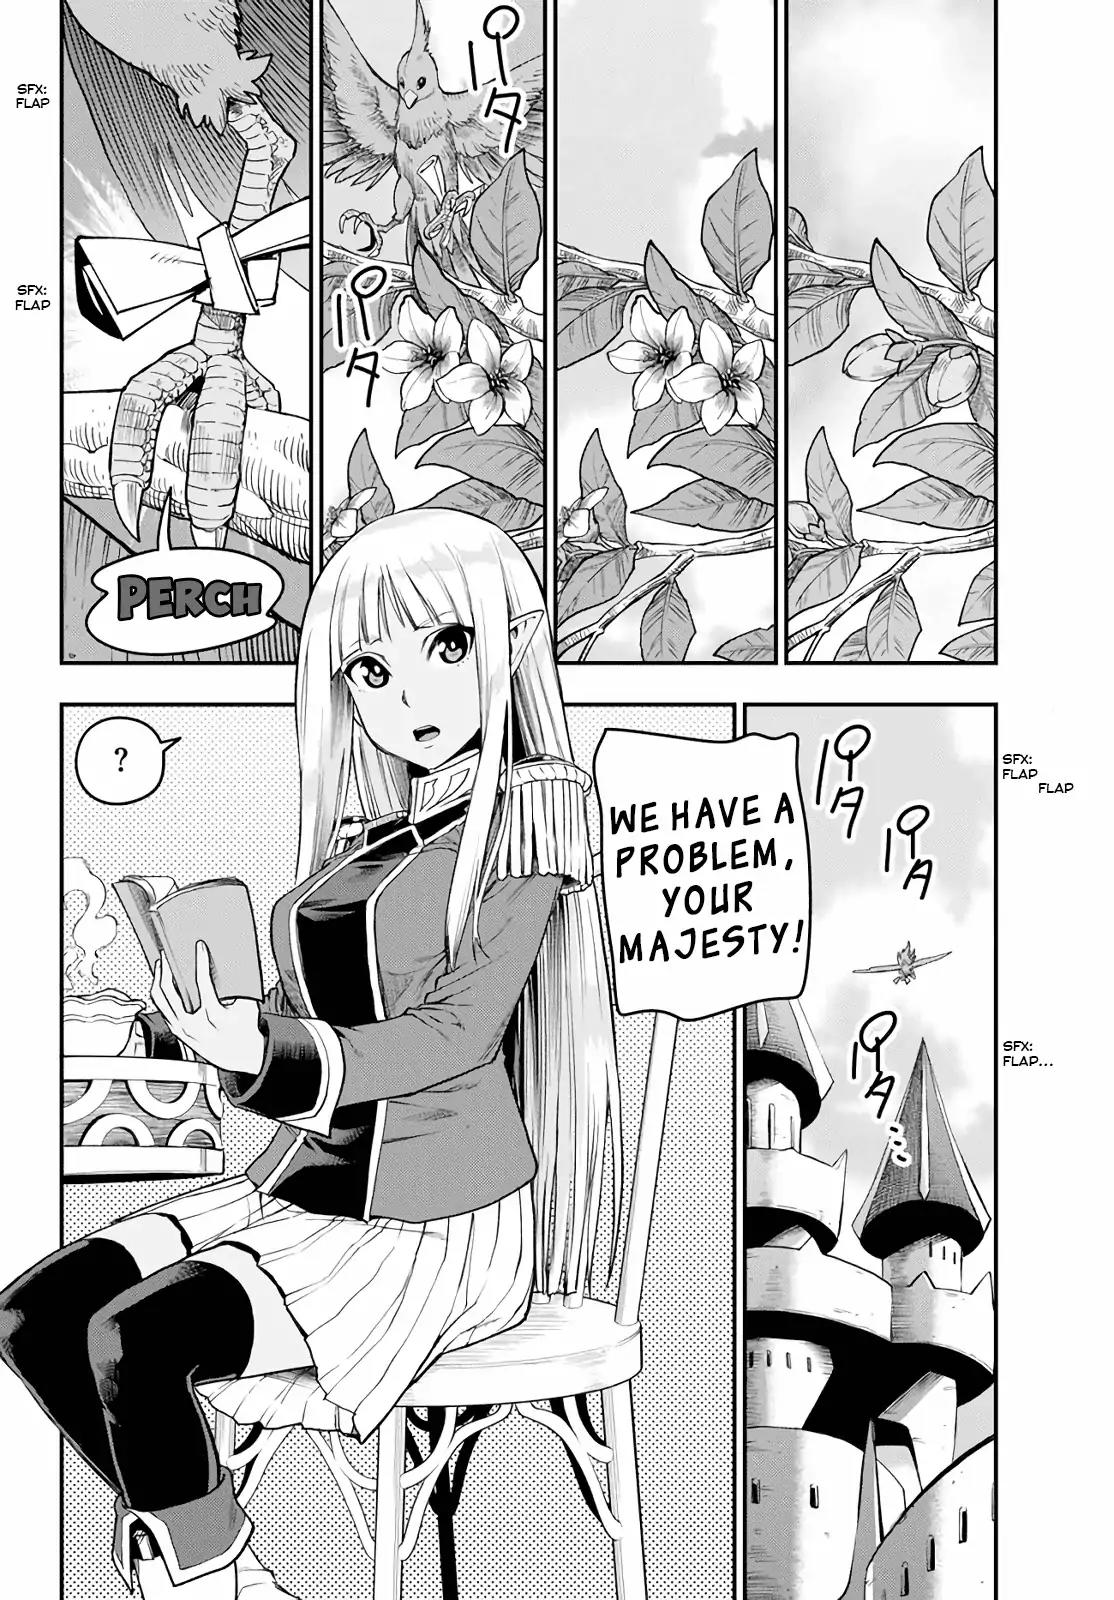 パタ
パタ
SFX:
FLAP
SFX:
FLAP
PERCH
パタ
パタ
パタ…
SFX:
FLAP
FLAP
SFX:
FLAP...
WE HAVE A
PROBLEM,
YOUR
MAJESTY!
?